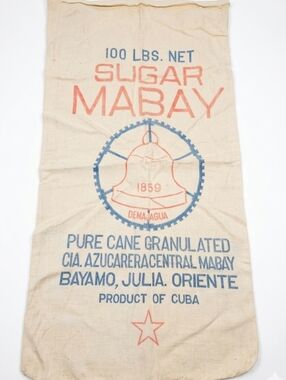 100 LBS. NET
SUGAR
MABAY
1859
DEMAJAGUA
PURE CANE GRANULATED
CIA. AZUCARERA CENTRAL MABAY
BAYAMO, JULIA. ORIENTE
PRODUCT OF CUBA